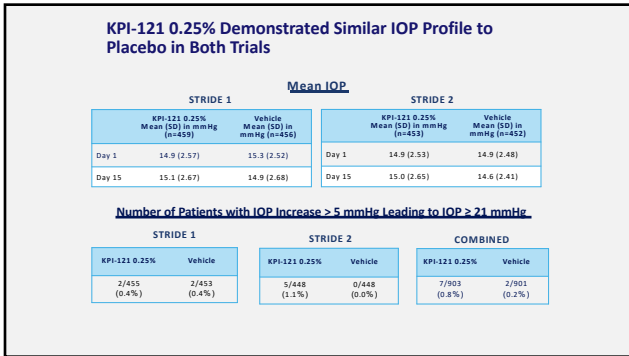 KPI-121 0.25% Demonstrated Similar IOP Profile to
Placebo in Both Trials
Mean IOP
STRIDE 1
KPI-121 0.25% Vehicle
Mean (SD) in mmHg Mean (SD) in
(n=459) mmHg (n=456)
Day 1 14.9 (2.57) 15.3 (2.52)
Day 15 15.1 (2.67) 14.9 (2.68)
STRIDE 2
KPI-121 0.25% Vehicle
Mean (SD) in mmHg Mean (SD) in
(n=453) mmHg (n=452)
Day 1 14.9 (2.53) 14.9 (2.48)
Day 15 15.0 (2.65) 14.6 (2.41)
Number of Patients with IOP Increase > 5 mmHg Leading to IOP ≥ 21 mmHg
STRIDE 1
KPI-121 0.25% Vehicle
2/455 2/453
(0.4%) (0.4%)
STRIDE 2
KPI-121 0.25% Vehicle
5/448 0/448
(1.1%) (0.0%)
COMBINED
KPI-121 0.25% Vehicle
7/903 2/901
(0.8%) (0.2%)